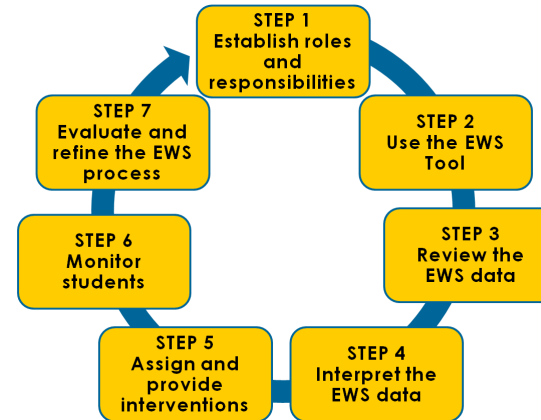 STEP 1
Establish roles
and
responsibilities
STEP 2
Use the EWS
Tool
STEP 3
Review the
EWS data
STEP 4
Interpret the
EWS data
STEP 5
Assign and
provide
interventions
STEP 6
Monitor
students
STEP 7
Evaluate and
refine the EWS
process